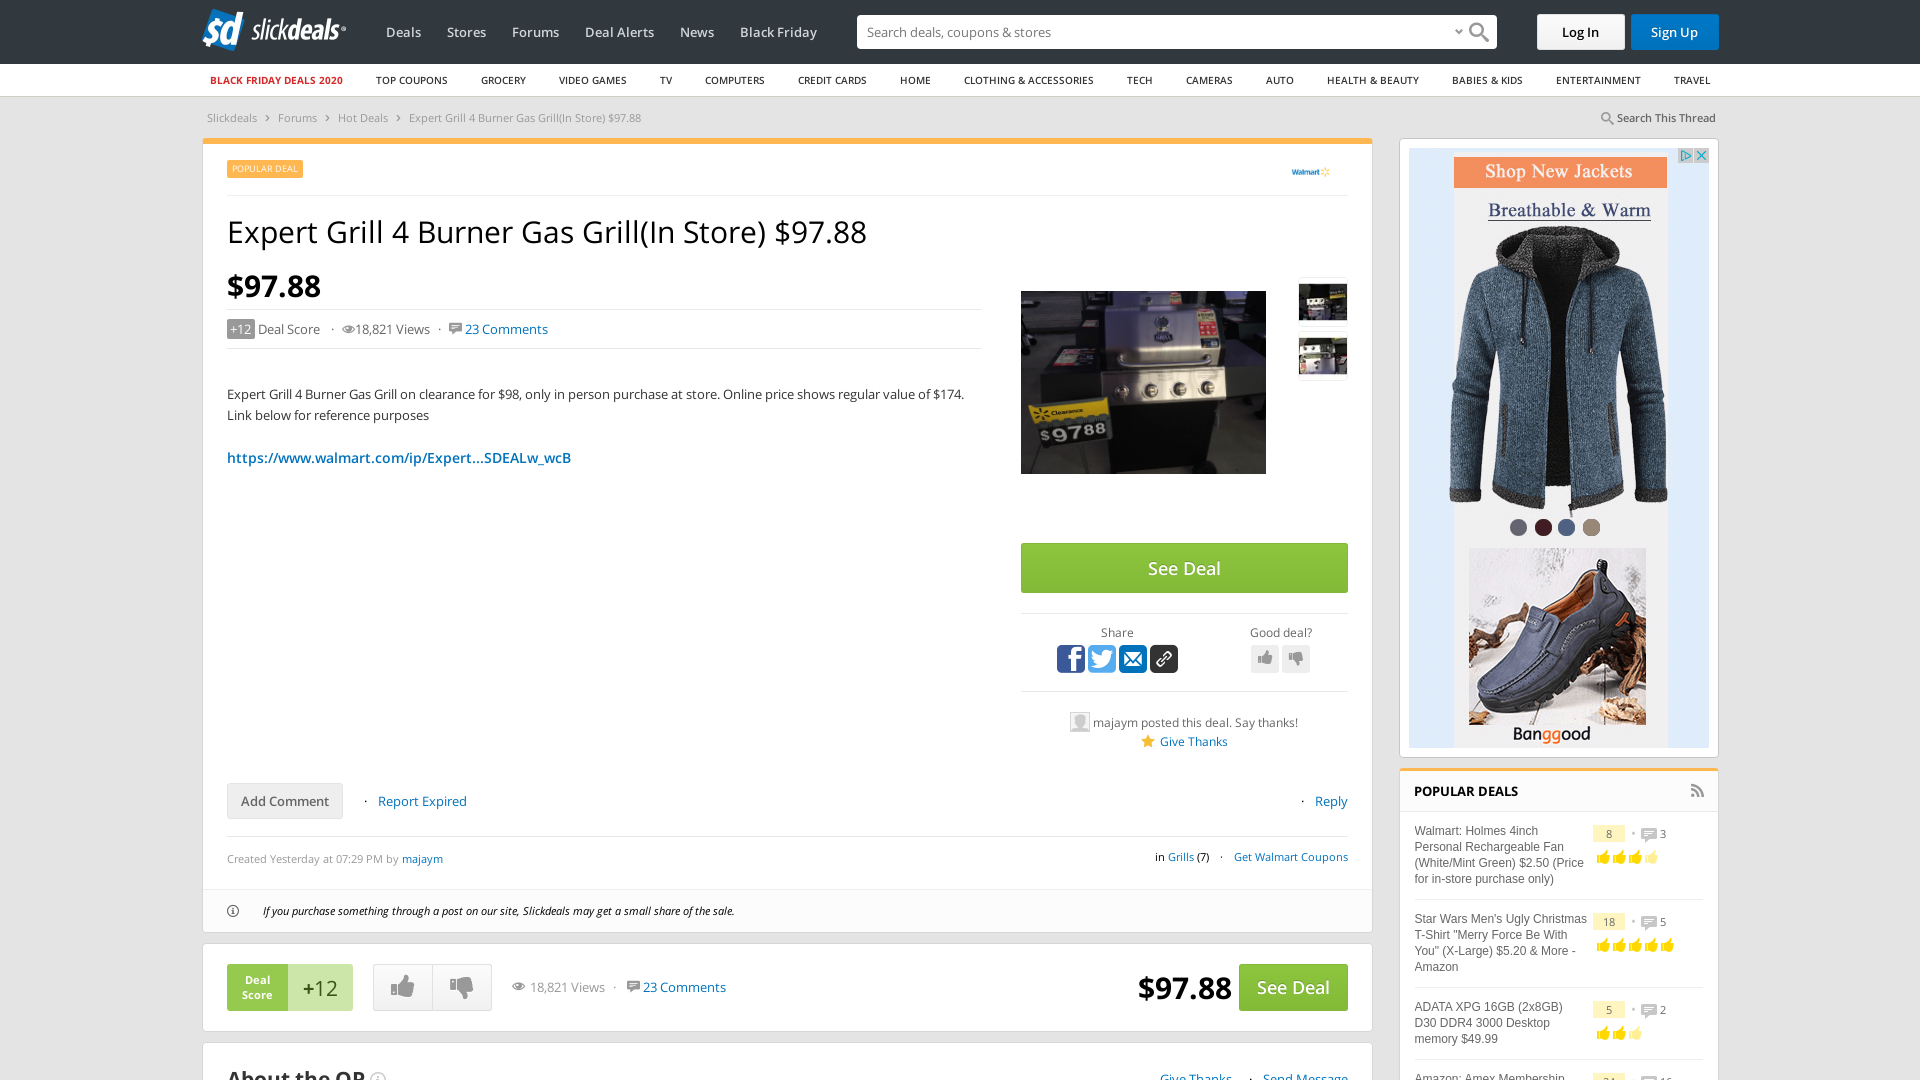 sd slickdeals
Deals
Stores
Forums
Deal Alerts
News
Black Friday
Search deals, coupons & stores
Log In
Sign Up
BLACK FRIDAY DEALS 2020
TOP COUPONS
GROCERY
VIDEO GAMES
TV
COMPUTERS
CREDIT CARDS
HOME
CLOTHING & ACCESSORIES
TECH
CAMERAS
AUTO
HEALTH & BEAUTY
BABIES & KIDS
ENTERTAINMENT
TRAVEL
Slickdeals › Forums › Hot Deals › Expert Grill 4 Burner Gas Grill(In Store) $97.88
Search This Thread
POPULAR DEAL
Walmart
Expert Grill 4 Burner Gas Grill(In Store) $97.88
$97.88
+12 Deal Score · 18,821 Views · 23 Comments
Expert Grill 4 Burner Gas Grill on clearance for $98, only in person purchase at store. Online price shows regular value of $174.
Link below for reference purposes
https://www.walmart.com/ip/Expert...SDEALw_wcB
Clearance
$9788
See Deal
Share
Good deal?
majaym posted this deal. Say thanks!
Give Thanks
Add Comment
· Report Expired
· Reply
Created Yesterday at 07:29 PM by majaym
in Grills (7) · Get Walmart Coupons
If you purchase something through a post on our site, Slickdeals may get a small share of the sale.
Deal
Score
+12
18,821 Views · 23 Comments
$97.88
See Deal
About the OP
Give Thanks · Send Message
Shop New Jackets
Breathable & Warm
Banggood
POPULAR DEALS
Walmart: Holmes 4inch
Personal Rechargeable Fan
(White/Mint Green) $2.50 (Price
for in-store purchase only)
8 · 3
Star Wars Men's Ugly Christmas
T-Shirt "Merry Force Be With
You" (X-Large) $5.20 & More -
Amazon
18 · 5
ADATA XPG 16GB (2x8GB)
D30 DDR4 3000 Desktop
memory $49.99
5 · 2
Amazon: Amex Membership
24 · 16